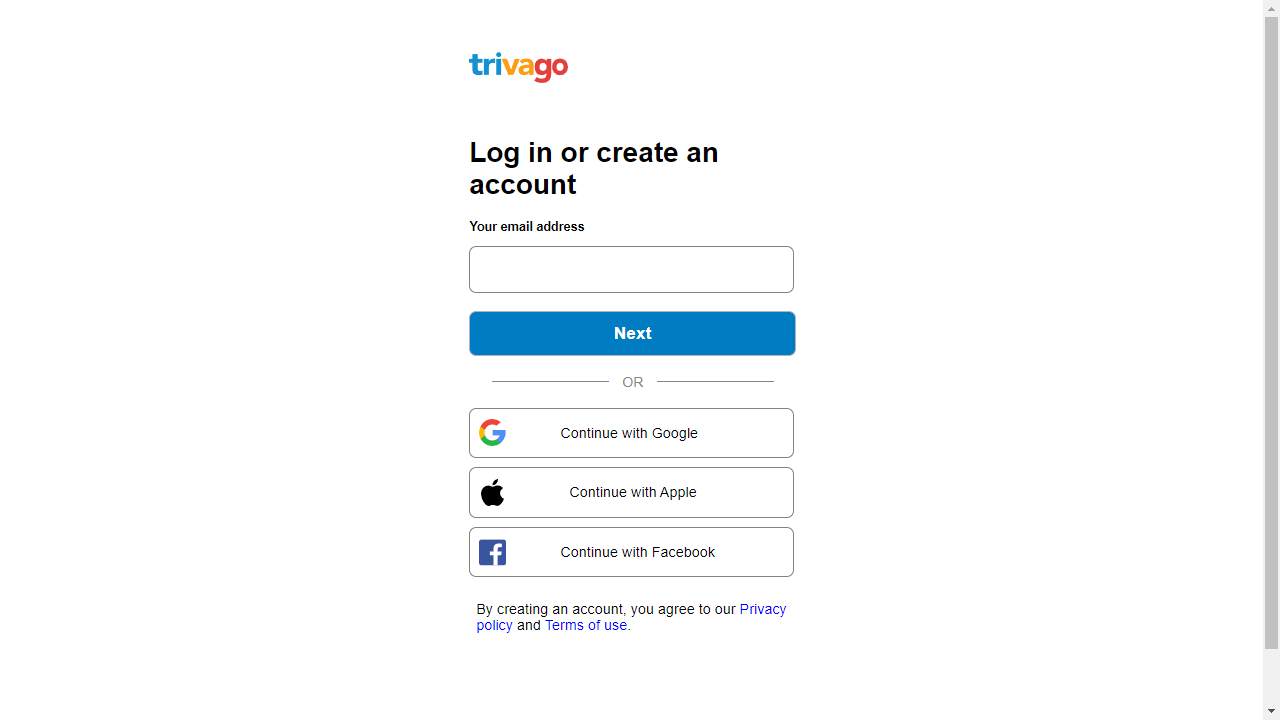 trivago
Log in or create an
account
Your email address
Next
OR
Continue with Google
Continue with Apple
Continue with Facebook
By creating an account, you agree to our Privacy
policy and Terms of use.